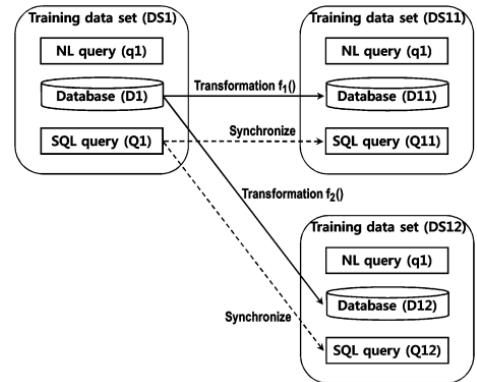 Training data set (DS1)
NL query (q1)
Database (D1)
SQL query (Q1)
Transformation f1()
Synchronize
Training data set (DS11)
NL query (q1)
Database (D11)
SQL query (Q11)
Transformation f2()
Synchronize
Training data set (DS12)
NL query (q1)
Database (D12)
SQL query (Q12)